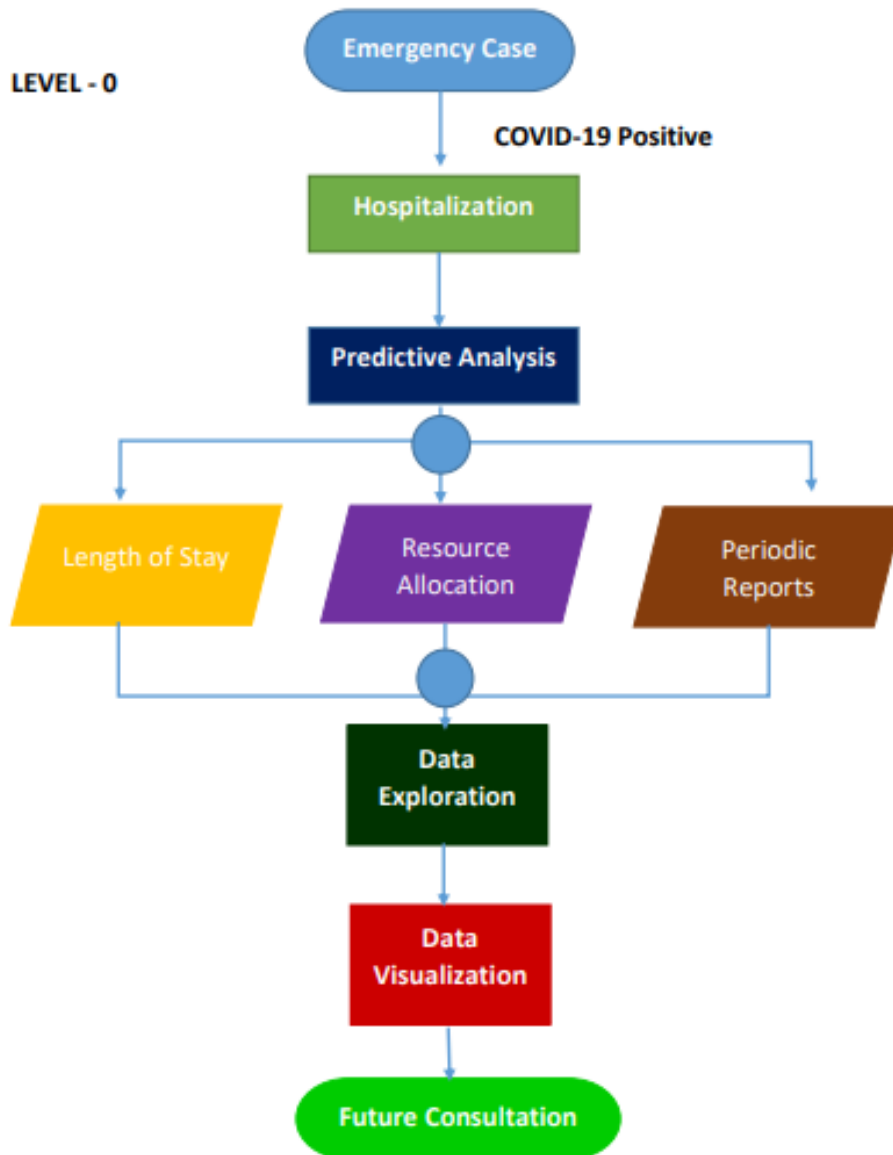 Emergency Case
LEVEL - 0
COVID-19 Positive
Hospitalization
Predictive Analysis
Length of Stay
Resource
Allocation
Periodic
Reports
Data
Exploration
Data
Visualization
Future Consultation